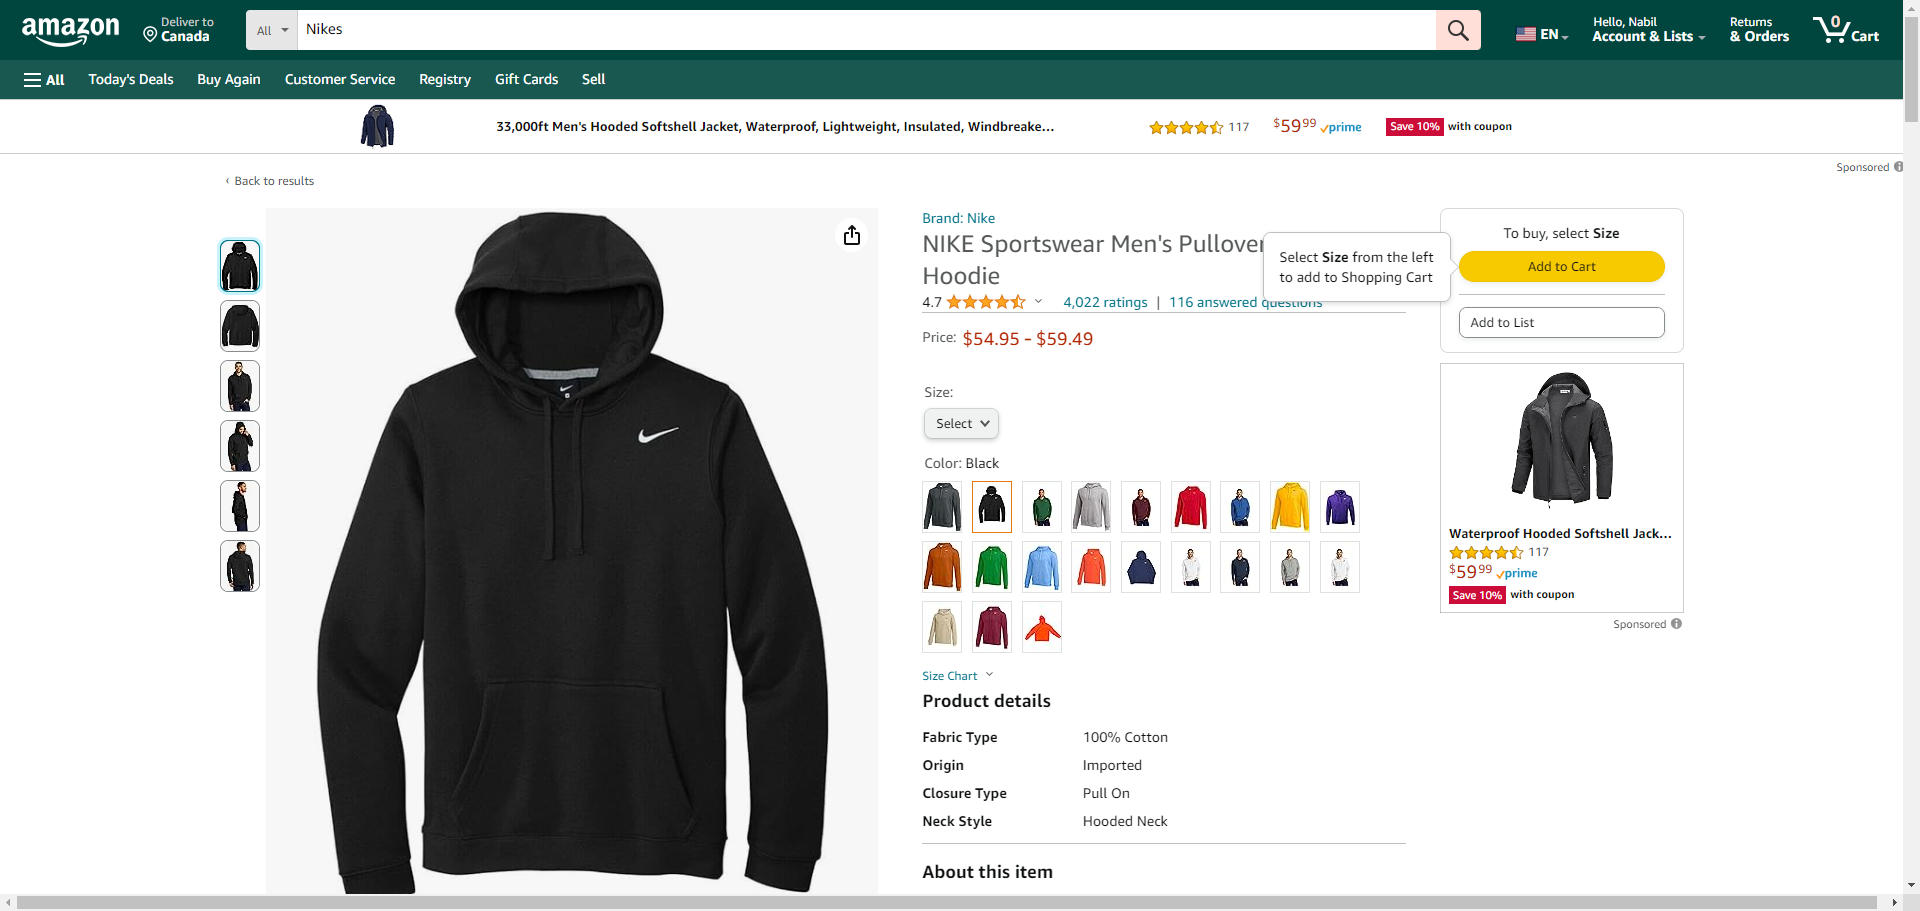 amazon
Deliver to
Canada
All
Nikes
EN
Hello, Nabil
Account & Lists
Returns
& Orders
0
Cart
All
Today's Deals
Buy Again
Customer Service
Registry
Gift Cards
Sell
33,000ft Men's Hooded Softshell Jacket, Waterproof, Lightweight, Insulated, Windbreake...
117
$59 99
prime
Save 10% with coupon
Sponsored
‹ Back to results
Brand: Nike
NIKE Sportswear Men's Pullover
Hoodie
4.7
4,022 ratings | 116 answered questions
Price: $54.95 - $59.49
Size:
Select
Color: Black
Size Chart
Product details
Fabric Type 100% Cotton
Origin Imported
Closure Type Pull On
Neck Style Hooded Neck
About this item
Select Size from the left
to add to Shopping Cart
To buy, select Size
Add to Cart
Add to List
Waterproof Hooded Softshell Jack...
117
$59 99 prime
Save 10% with coupon
Sponsored